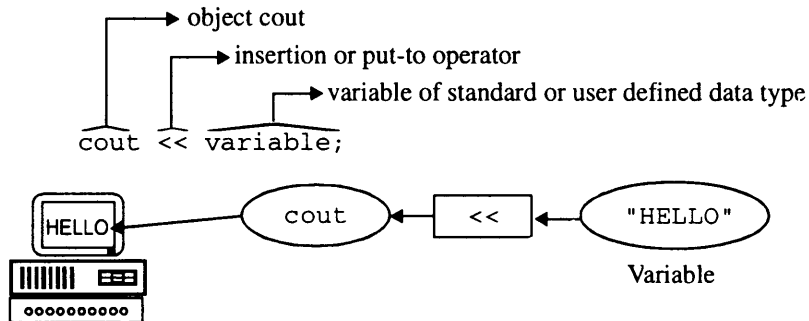 object cout
insertion or put-to operator
variable of standard or user defined data type
cout << variable;
HELLO
cout
<<
"HELLO"
Variable